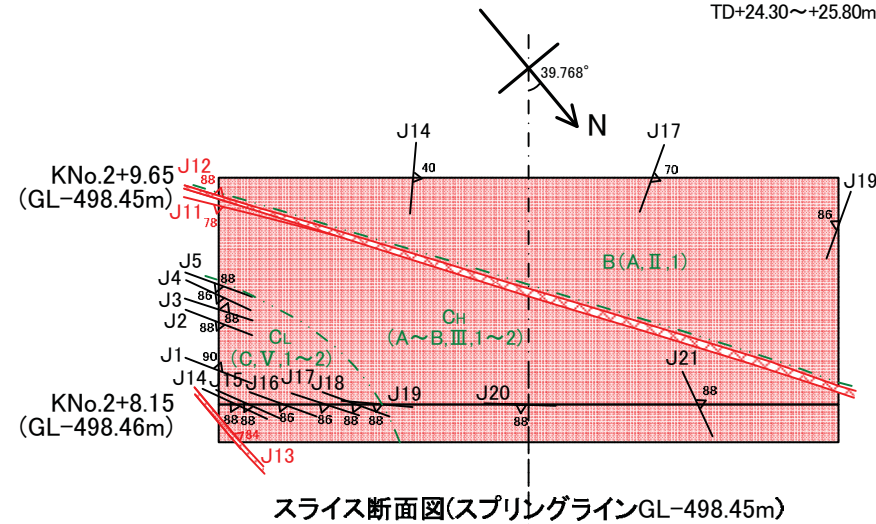 TD+24.30～+25.80m
39.768°
N
J14
J17
KNo.2+9.65
(GL-498.45m)
J12
88
40
70
J19
86
J11
78
B(A,Ⅱ,1)
J5
88
J4
86
J3
88
J2
88
CH
(A～B,Ⅲ,1～2)
CL
(C,Ⅴ,1～2)
J1
90
J21
88
J14
J15
J16
J17
J18
J19
J20
KNo.2+8.15
(GL-498.46m)
88
88
86
86
88
88
88
84
J13
スライス断面図(スプリングラインGL-498.45m)